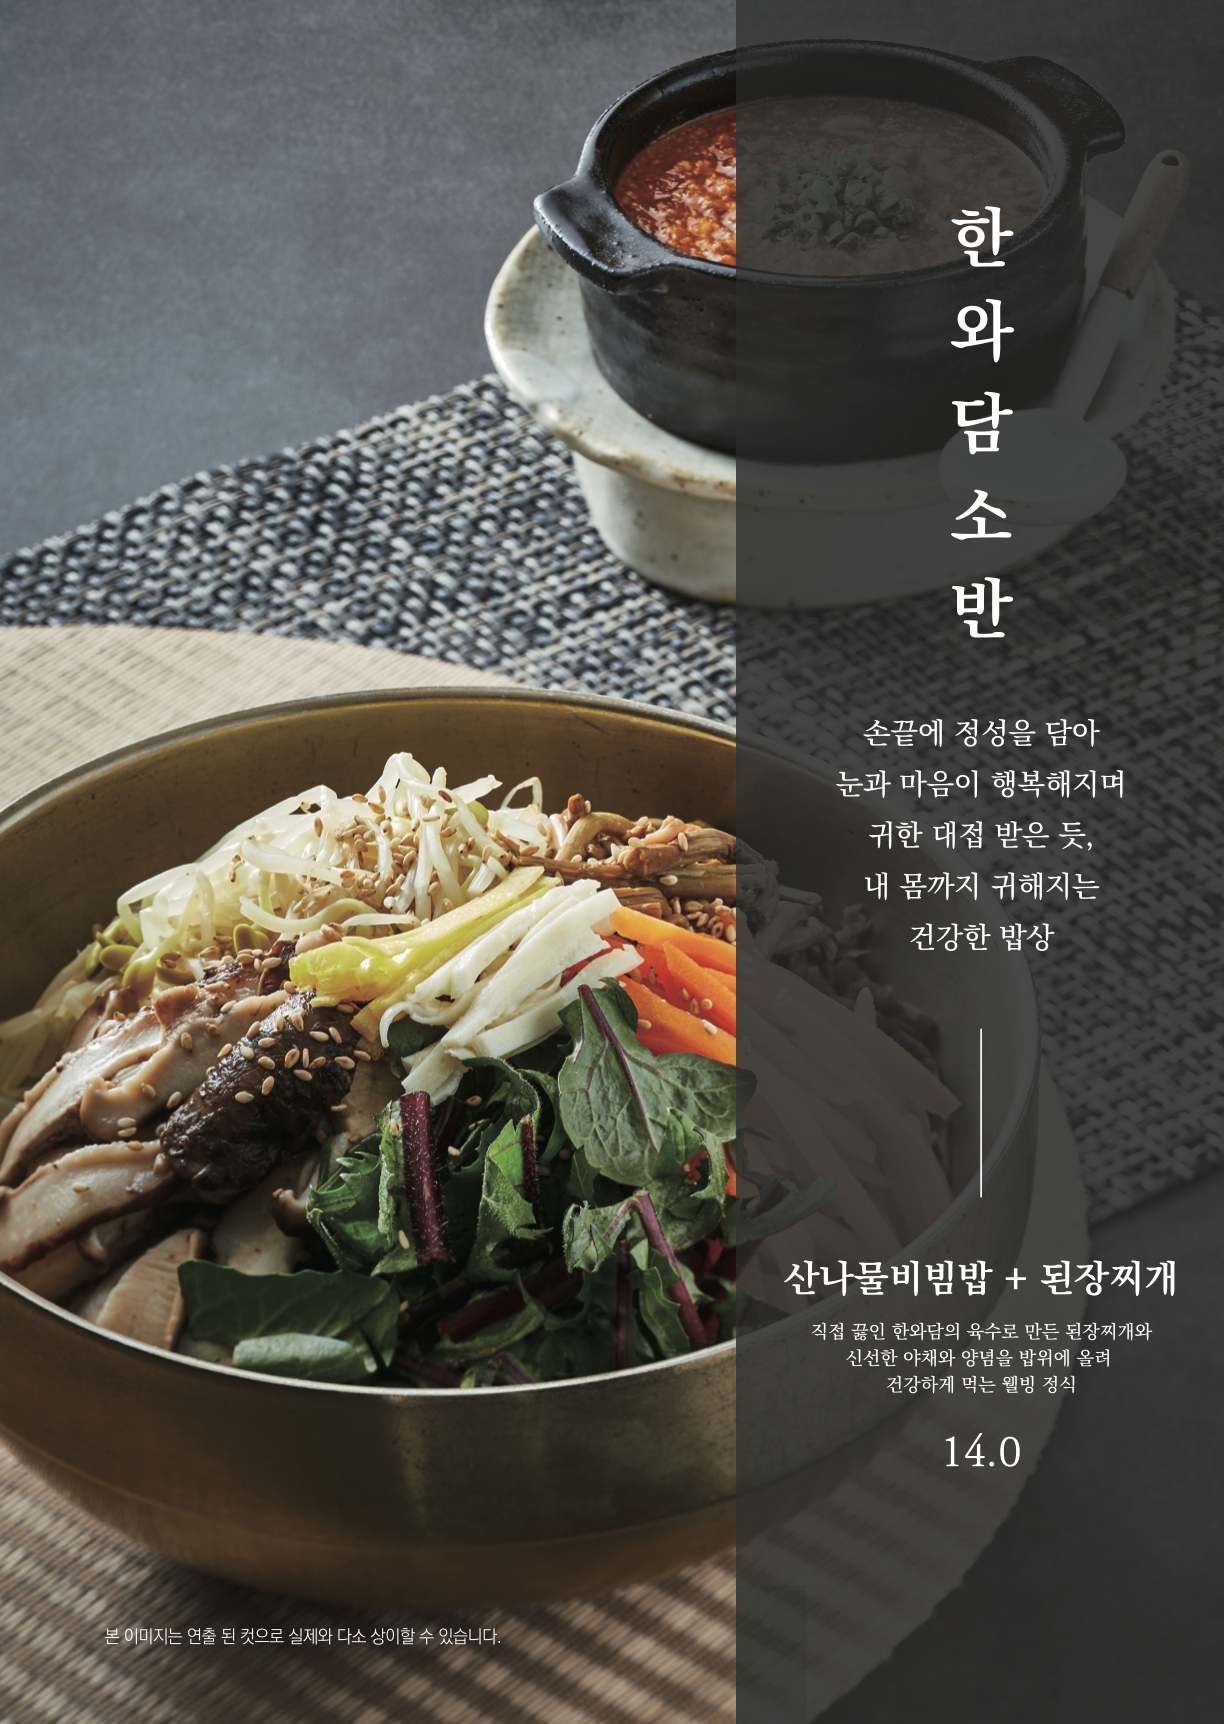 한와담소반
손끝에 정성을 담아
눈과 마음이 행복해지며
귀한 대접 받은 듯,
내 몸까지 귀해지는
건강한 밥상
산나물비빔밥 + 된장찌개
직접 끓인 한와담의 육수로 만든 된장찌개와
신선한 야채와 양념을 밥위에 올려
건강하게 먹는 웰빙 정식
14.0
본 이미지는 연출 된 컷으로 실제와 다소 상이할 수 있습니다.